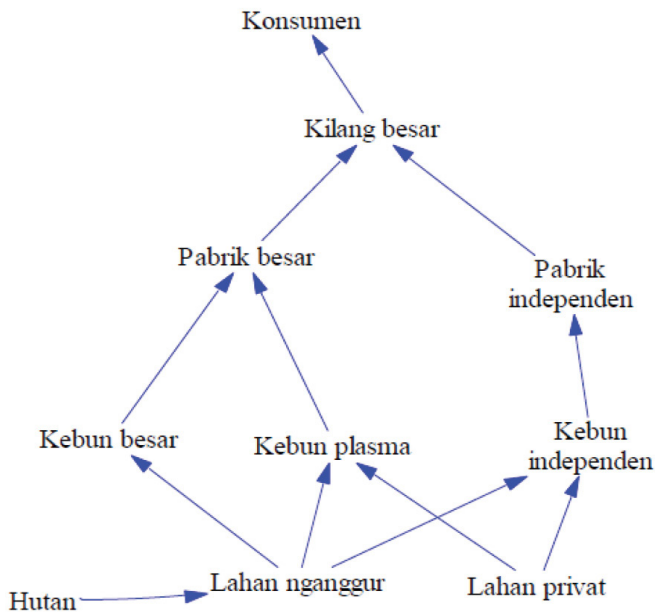 Konsumen
Kilang besar
Pabrik besar
Pabrik
independen
Kebun besar
Kebun plasma
Kebun
independen
Hutan
Lahan nganggur
Lahan privat